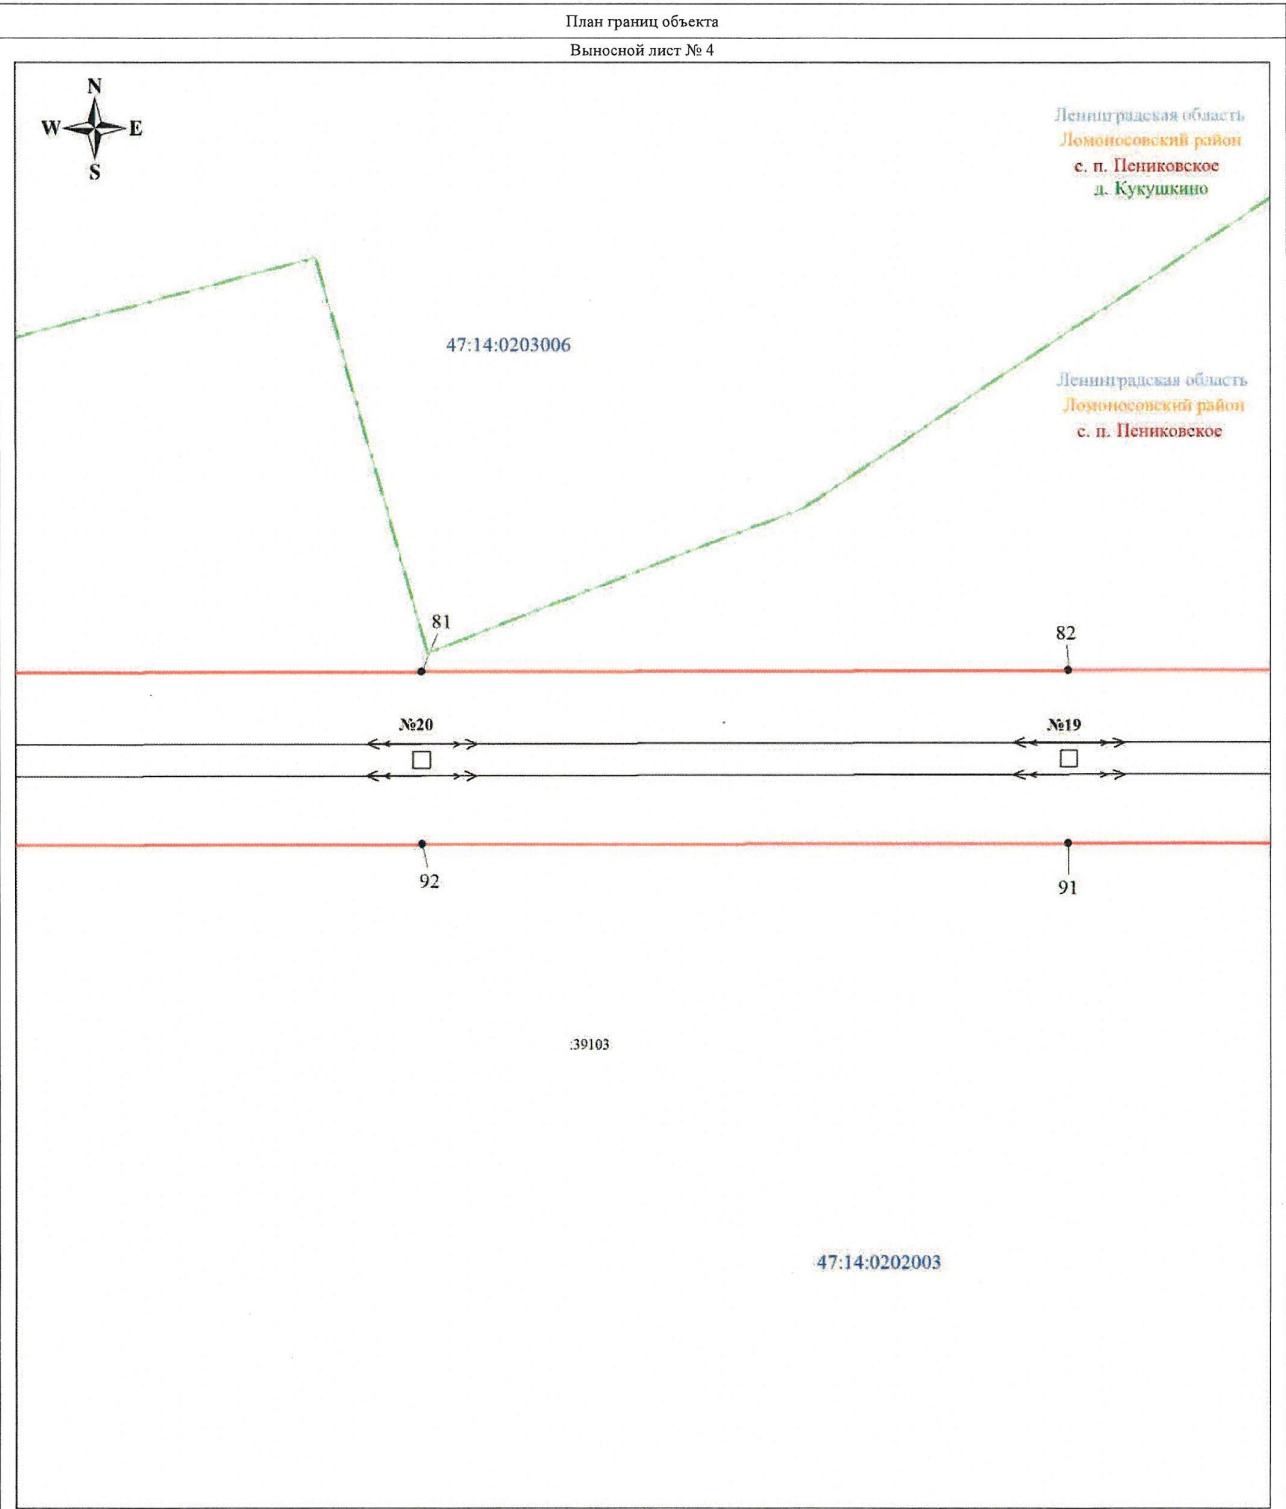 План границ объекта
Выносной лист № 4
N
W E
S
Ленинградская область
Ломоносовский район
с. п. Пениковское
д. Кукушкино
47:14:0203006
Ленинградская область
Ломоносовский район
с. п. Пениковское
81
82
№20
№19
92
91
:39103
47:14:0202003